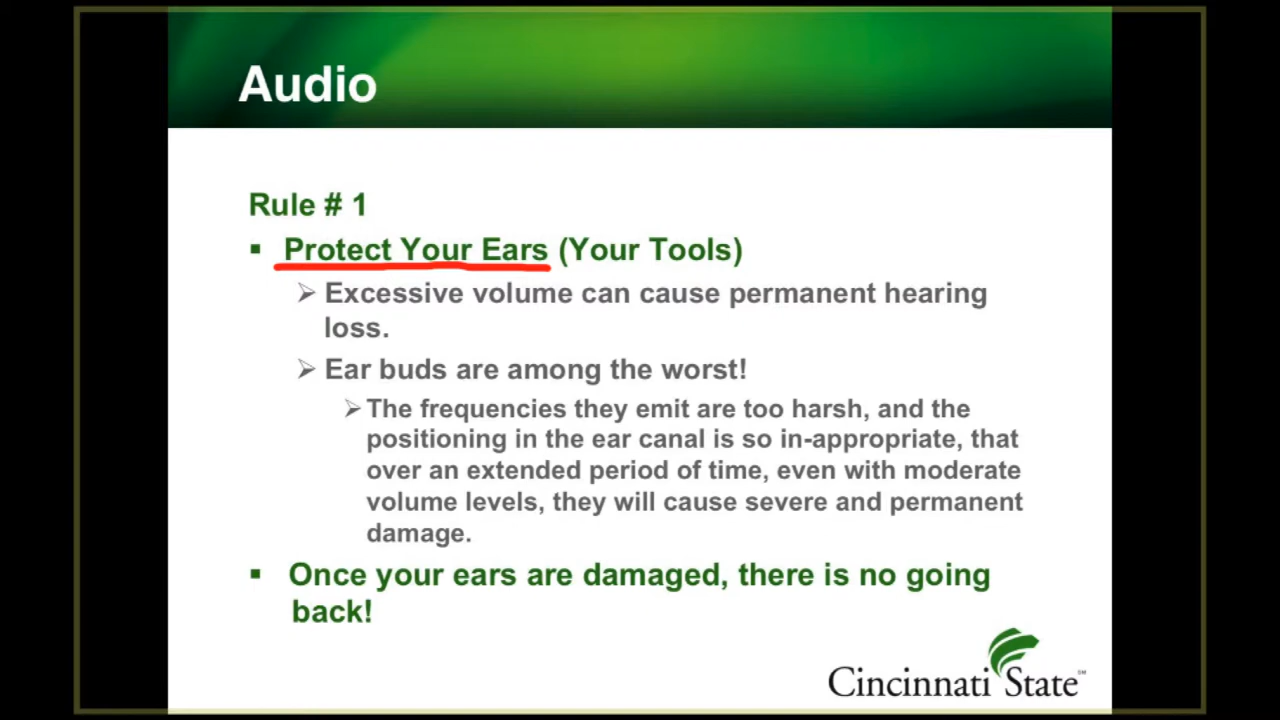 Audio
Rule # 1
▪ Protect Your Ears (Your Tools)
➢ Excessive volume can cause permanent hearing
loss.
➢ Ear buds are among the worst!
➢ The frequencies they emit are too harsh, and the
positioning in the ear canal is so in-appropriate, that
over an extended period of time, even with moderate
volume levels, they will cause severe and permanent
damage.
▪ Once your ears are damaged, there is no going
back!
Cincinnati State™